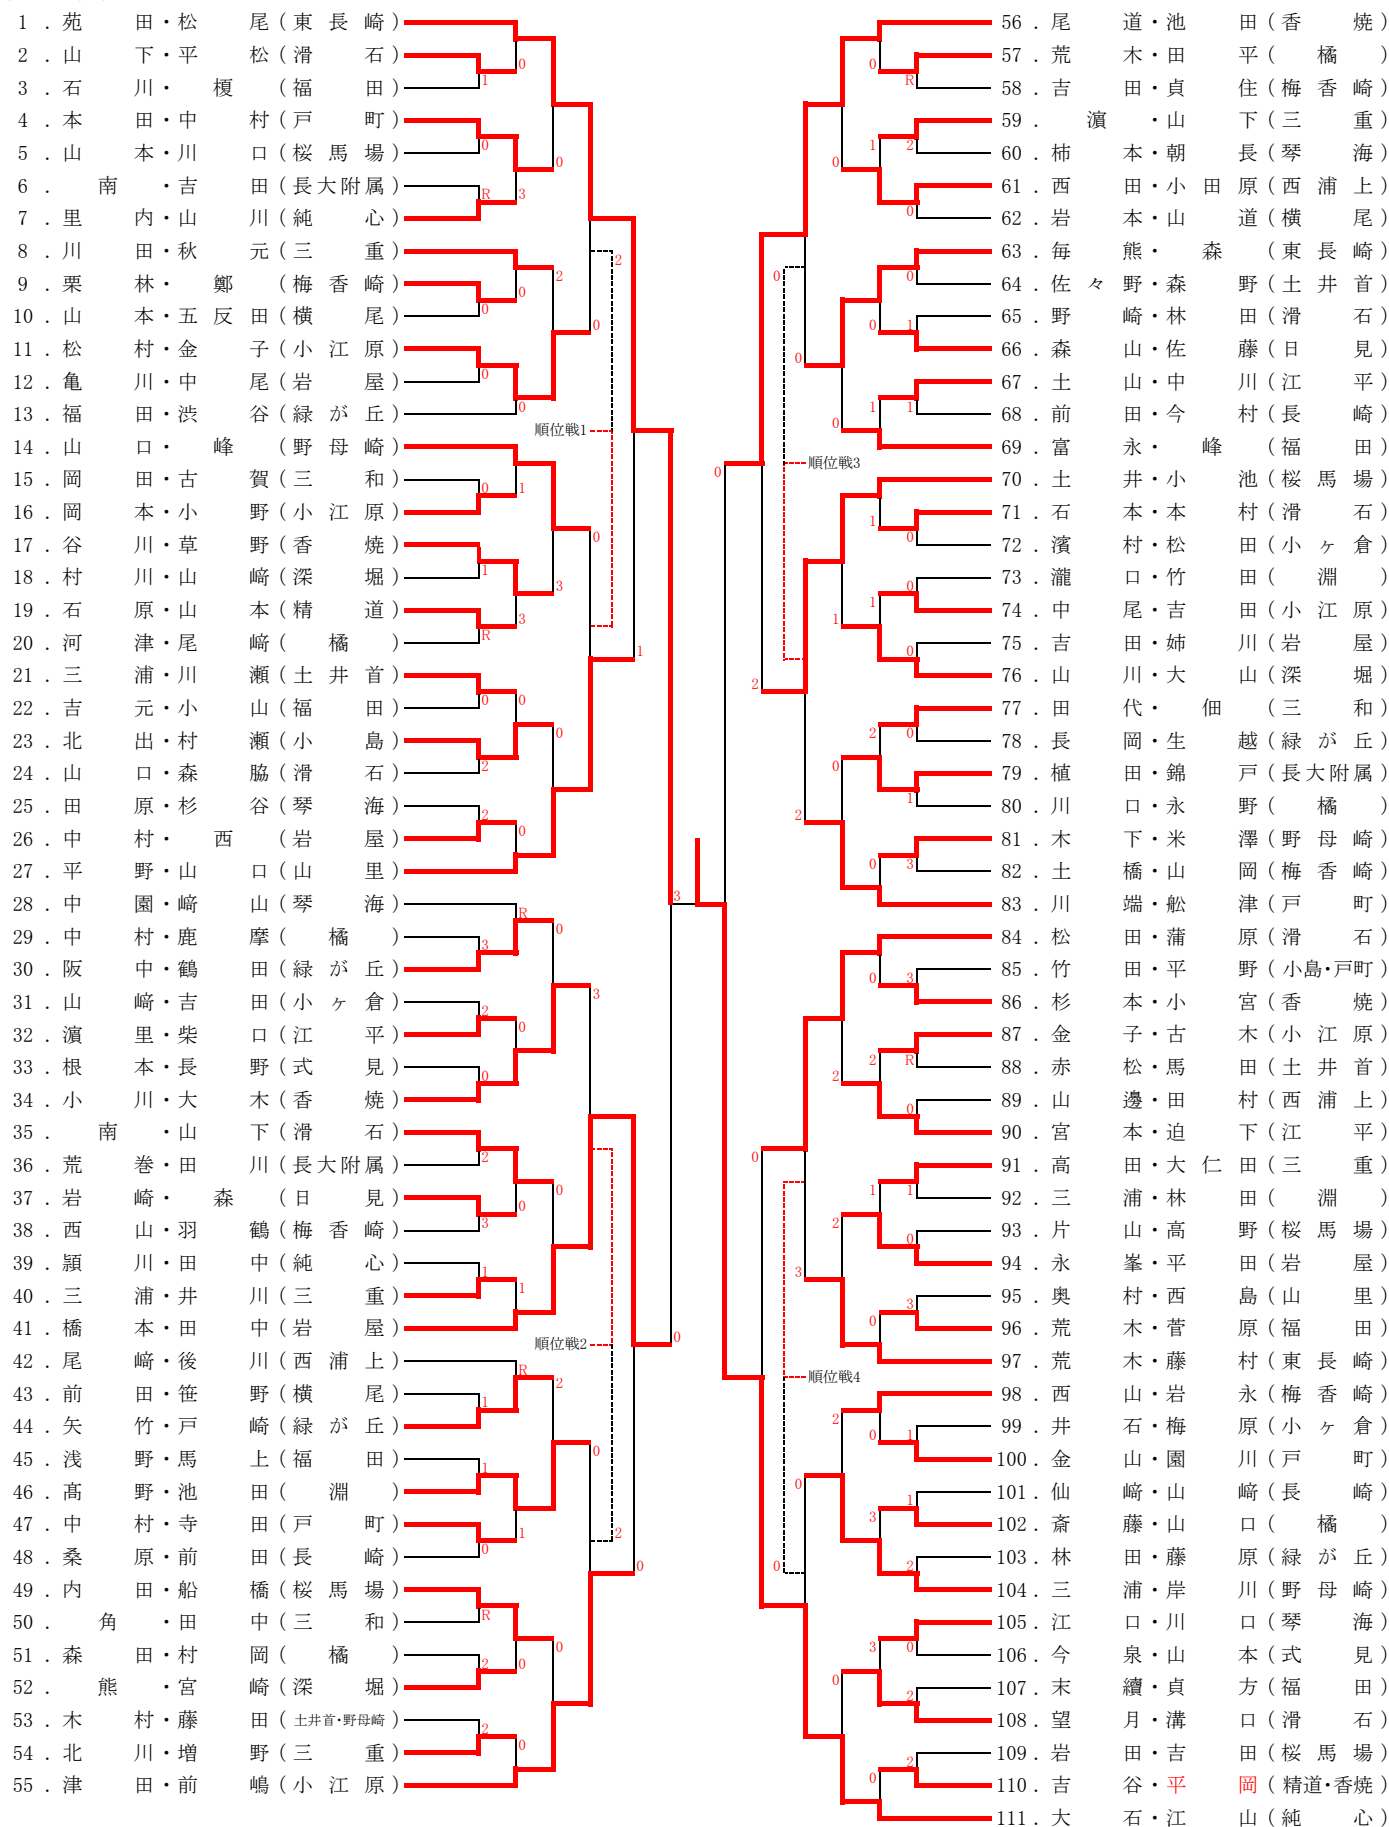 1．苑田・松尾（東長崎）
2．山下・平松（滑石）
3．石川・榎（福田）
4．本田・中村（戸町）
5．山本・川口（桜馬場）
6．南・吉田（長大附属）
7．里内・山川（純心）
8．川田・秋元（三重）
9．栗林・鄭（梅香崎）
10．山本・五反田（横尾）
11．松村・金子（小江原）
12．亀川・中尾（岩屋）
13．福田・渋谷（緑が丘）
14．山口・峰（野母崎）
15．岡田・古賀（三和）
16．岡本・小野（小江原）
17．谷川・草野（香焼）
18．村川・山﨑（深堀）
19．石原・山本（精道）
20．河津・尾﨑（橘）
21．三浦・川瀬（土井首）
22．吉元・小山（福田）
23．北出・村瀬（小島）
24．山口・森脇（滑石）
25．田原・杉谷（琴海）
26．中村・西（岩屋）
27．平野・山口（山里）
28．中園・﨑山（琴海）
29．中村・鹿摩（橘）
30．阪中・鶴田（緑が丘）
31．山﨑・吉田（小ヶ倉）
32．濵里・柴口（江平）
33．根本・長野（式見）
34．小川・大木（香焼）
35．南・山下（滑石）
36．荒巻・田川（長大附属）
37．岩崎・森（日見）
38．西山・羽鶴（梅香崎）
39．頴川・田中（純心）
40．三浦・井川（三重）
41．橋本・田中（岩屋）
42．尾﨑・後川（西浦上）
43．前田・笹野（横尾）
44．矢竹・戸崎（緑が丘）
45．浅野・馬上（福田）
46．髙野・池田（淵）
47．中村・寺田（戸町）
48．桑原・前田（長崎）
49．内田・船橋（桜馬場）
50．角・田中（三和）
51．森田・村岡（橘）
52．熊・宮崎（深堀）
53．木村・藤田（土井首・野母崎）
54．北川・増野（三重）
55．津田・前嶋（小江原）
順位戦1
順位戦2
順位戦3
順位戦4
56．尾道・池田（香焼）
57．荒木・田平（橘）
58．吉田・貞住（梅香崎）
59．濵・山下（三重）
60．柿本・朝長（琴海）
61．西田・小田原（西浦上）
62．岩本・山道（横尾）
63．毎熊・森（東長崎）
64．佐々野・森野（土井首）
65．野崎・林田（滑石）
66．森山・佐藤（日見）
67．土山・中川（江平）
68．前田・今村（長崎）
69．富永・峰（福田）
70．土井・小池（桜馬場）
71．石本・本村（滑石）
72．濱村・松田（小ヶ倉）
73．瀧口・竹田（淵）
74．中尾・吉田（小江原）
75．吉田・姉川（岩屋）
76．山川・大山（深堀）
77．田代・佃（三和）
78．長岡・生越（緑が丘）
79．植田・錦戸（長大附属）
80．川口・永野（橘）
81．木下・米澤（野母崎）
82．土橋・山岡（梅香崎）
83．川端・舩津（戸町）
84．松田・蒲原（滑石）
85．竹田・平野（小島・戸町）
86．杉本・小宮（香焼）
87．金子・古木（小江原）
88．赤松・馬田（土井首）
89．山邊・田村（西浦上）
90．宮本・迫下（江平）
91．高田・大仁田（三重）
92．三浦・林田（淵）
93．片山・高野（桜馬場）
94．永峯・平田（岩屋）
95．奥村・西島（山里）
96．荒木・菅原（福田）
97．荒木・藤村（東長崎）
98．西山・岩永（梅香崎）
99．井石・梅原（小ヶ倉）
100．金山・園川（戸町）
101．仙﨑・山﨑（長崎）
102．斎藤・山口（橘）
103．林田・藤原（緑が丘）
104．三浦・岸川（野母崎）
105．江口・川口（琴海）
106．今泉・山本（式見）
107．末續・貞方（福田）
108．望月・溝口（滑石）
109．岩田・吉田（桜馬場）
110．吉谷・平岡（精道・香焼）
111．大石・江山（純心）